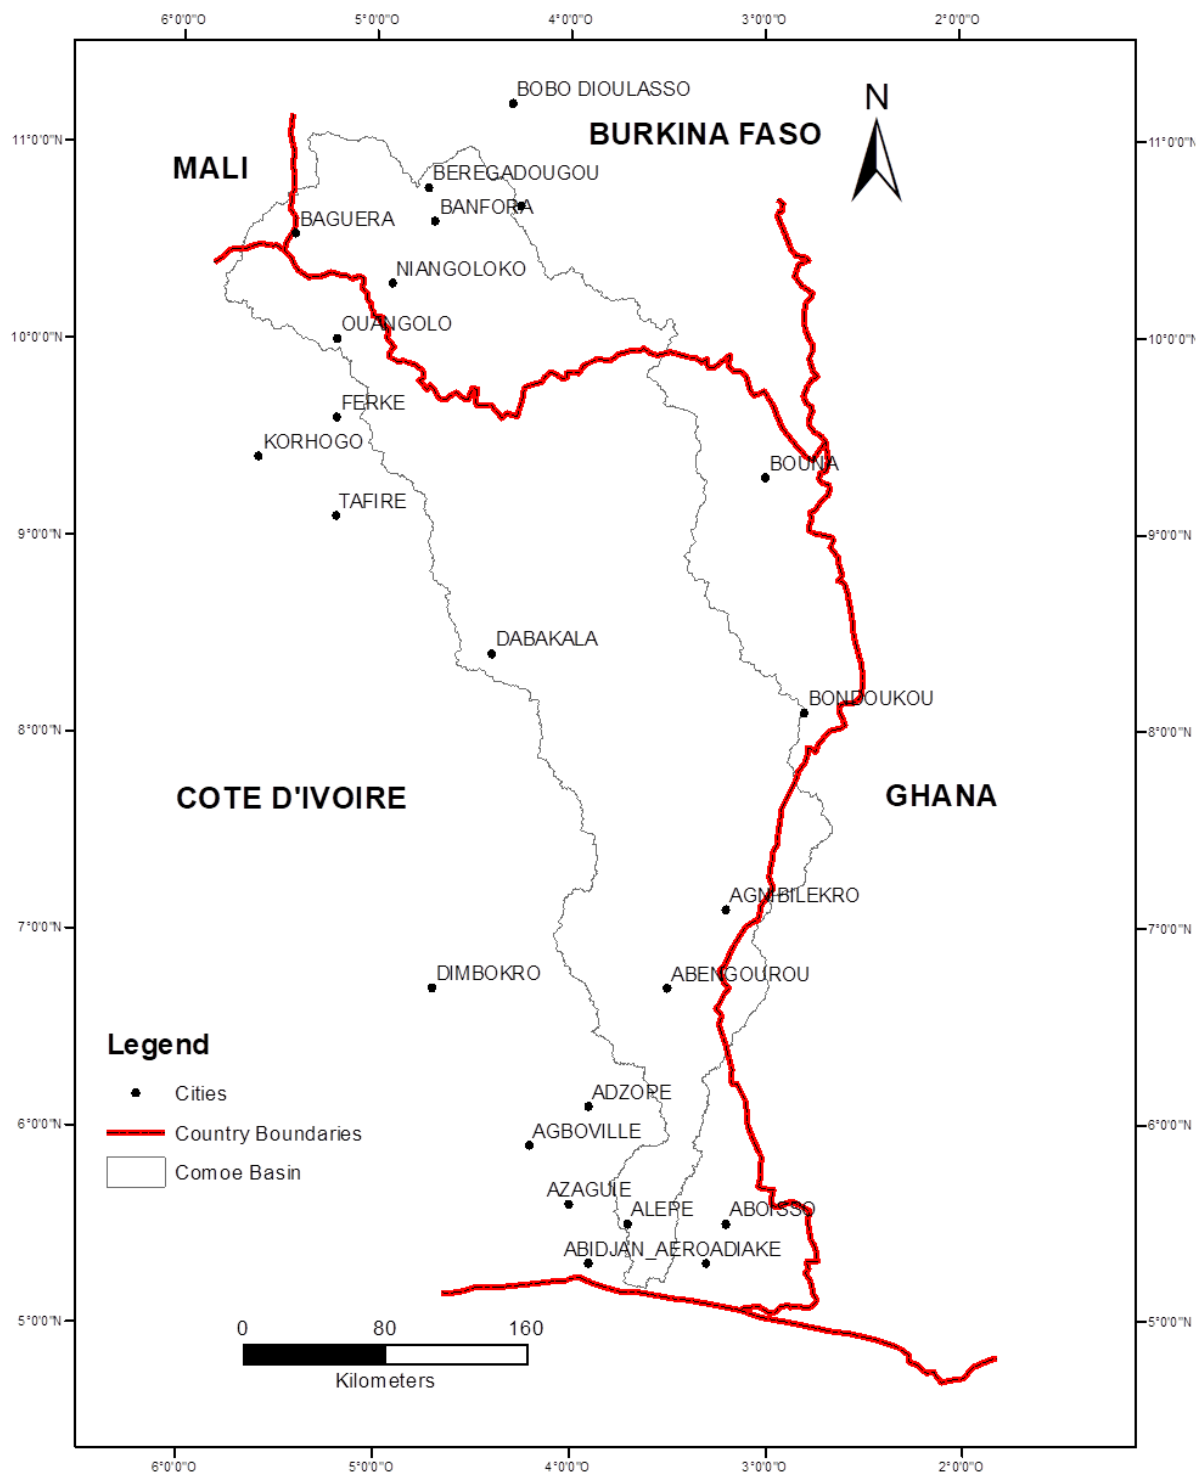 6°0'0"O 5°0'0"O 4°0'0"O 3°0'0"O 2°0'0"O
BOBO DIOULASSO
BURKINA FASO
N
11°0'0"N 11°0'0"N
MALI
BEREGADOUGOU
BANFORA
BAGUERA
NIANGOLOKO
OUANGOLO
10°0'0"N 10°0'0"N
FERKE
KORHOGO
BOUNA
TAFIRE
9°0'0"N 9°0'0"N
DABAKALA
BONDOUKOU
8°0'0"N 8°0'0"N
COTE D'IVOIRE
GHANA
AGNIBILEKRO
7°0'0"N 7°0'0"N
DIMBOKRO
ABENGOUROU
Legend
Cities
Country Boundaries
Comoe Basin
ADZOPE
6°0'0"N 6°0'0"N
AGBOVILLE
AZAGUIE
ALEPE
ABOISSO
ABIDJAN_AEROADIAKE
5°0'0"N 5°0'0"N
0 80 160
Kilometers
6°0'0"O 5°0'0"O 4°0'0"O 3°0'0"O 2°0'0"O